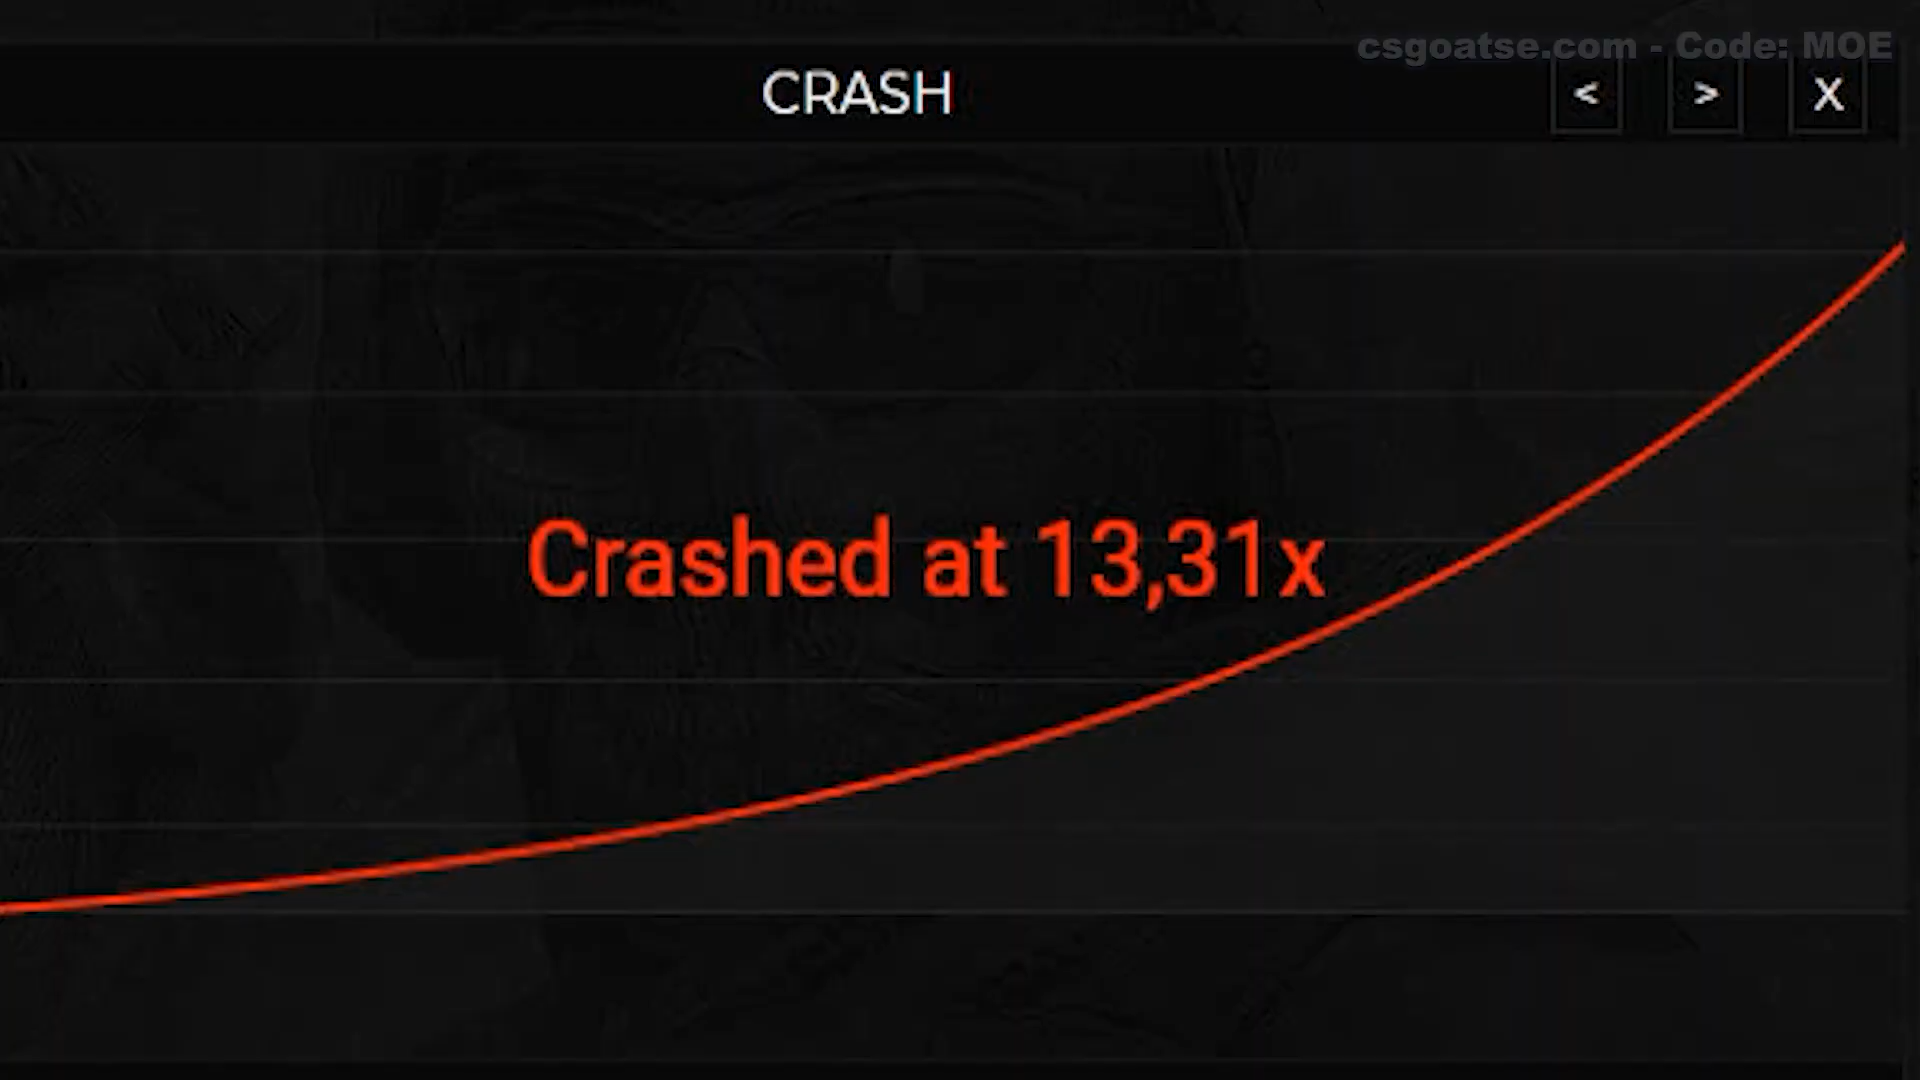 csgoatse.com - Code: MOE
CRASH
< > X
Crashed at 13,31x